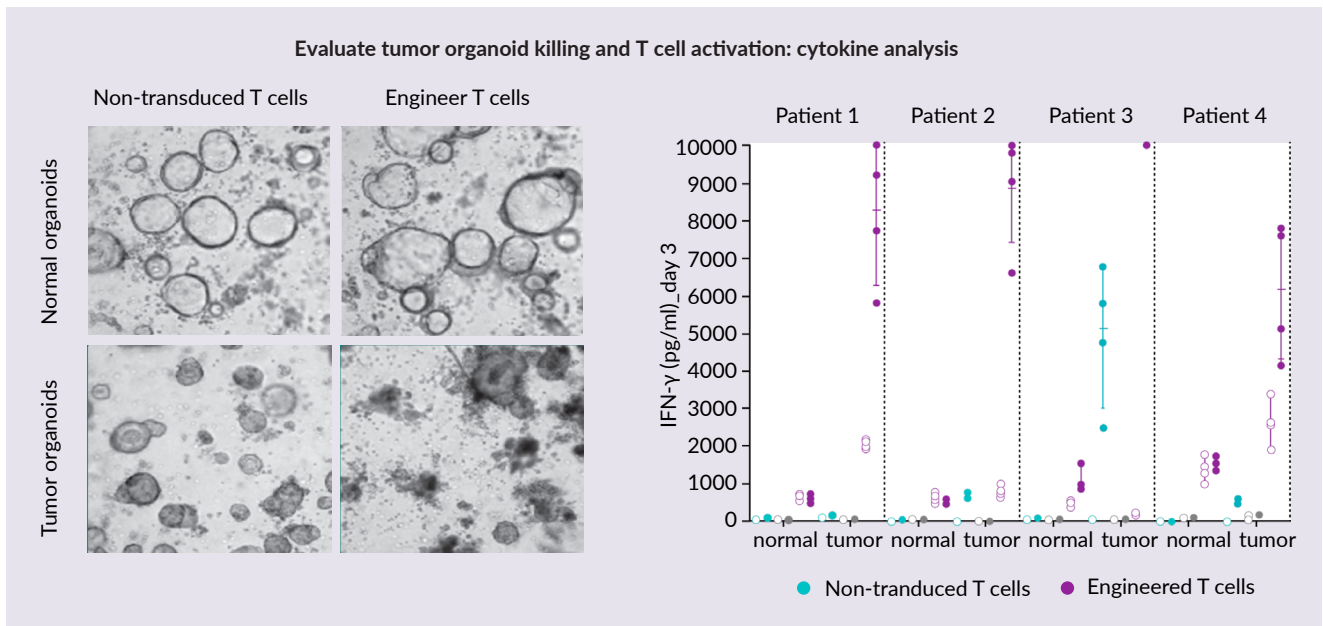 Evaluate tumor organoid killing and T cell activation: cytokine analysis
Non-transduced T cells
Engineer T cells
Normal organoids
Tumor organoids
Patient 1
Patient 2
Patient 3
Patient 4
IFN-γ (pg/ml)_day 3
10000
9000
8000
7000
6000
5000
4000
3000
2000
1000
0
normal tumor normal tumor normal tumor normal tumor
Non-tranduced T cells
Engineered T cells